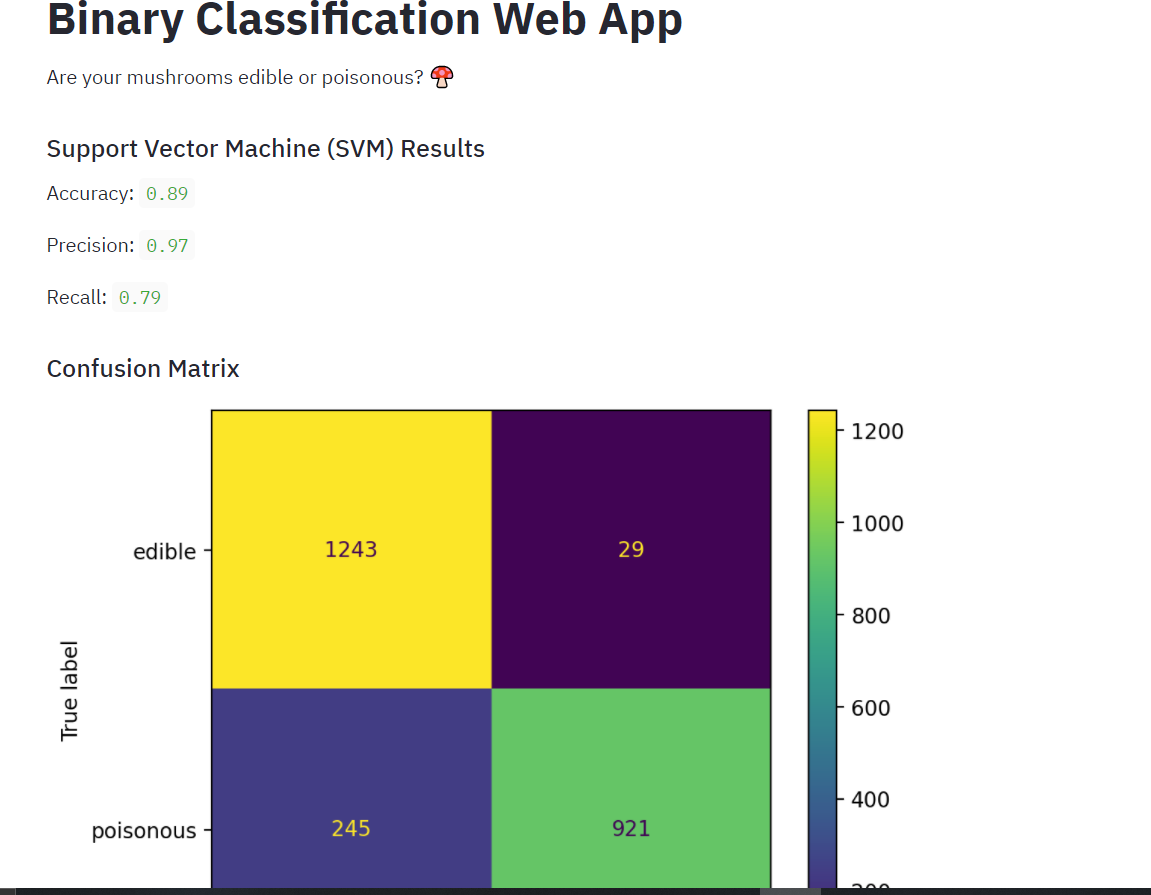 Binary Classification Web App
Are your mushrooms edible or poisonous? 🍄
Support Vector Machine (SVM) Results
Accuracy: 0.89
Precision: 0.97
Recall: 0.79
Confusion Matrix
1200
1000
edible
1243
29
800
True label
600
400
poisonous
245
921